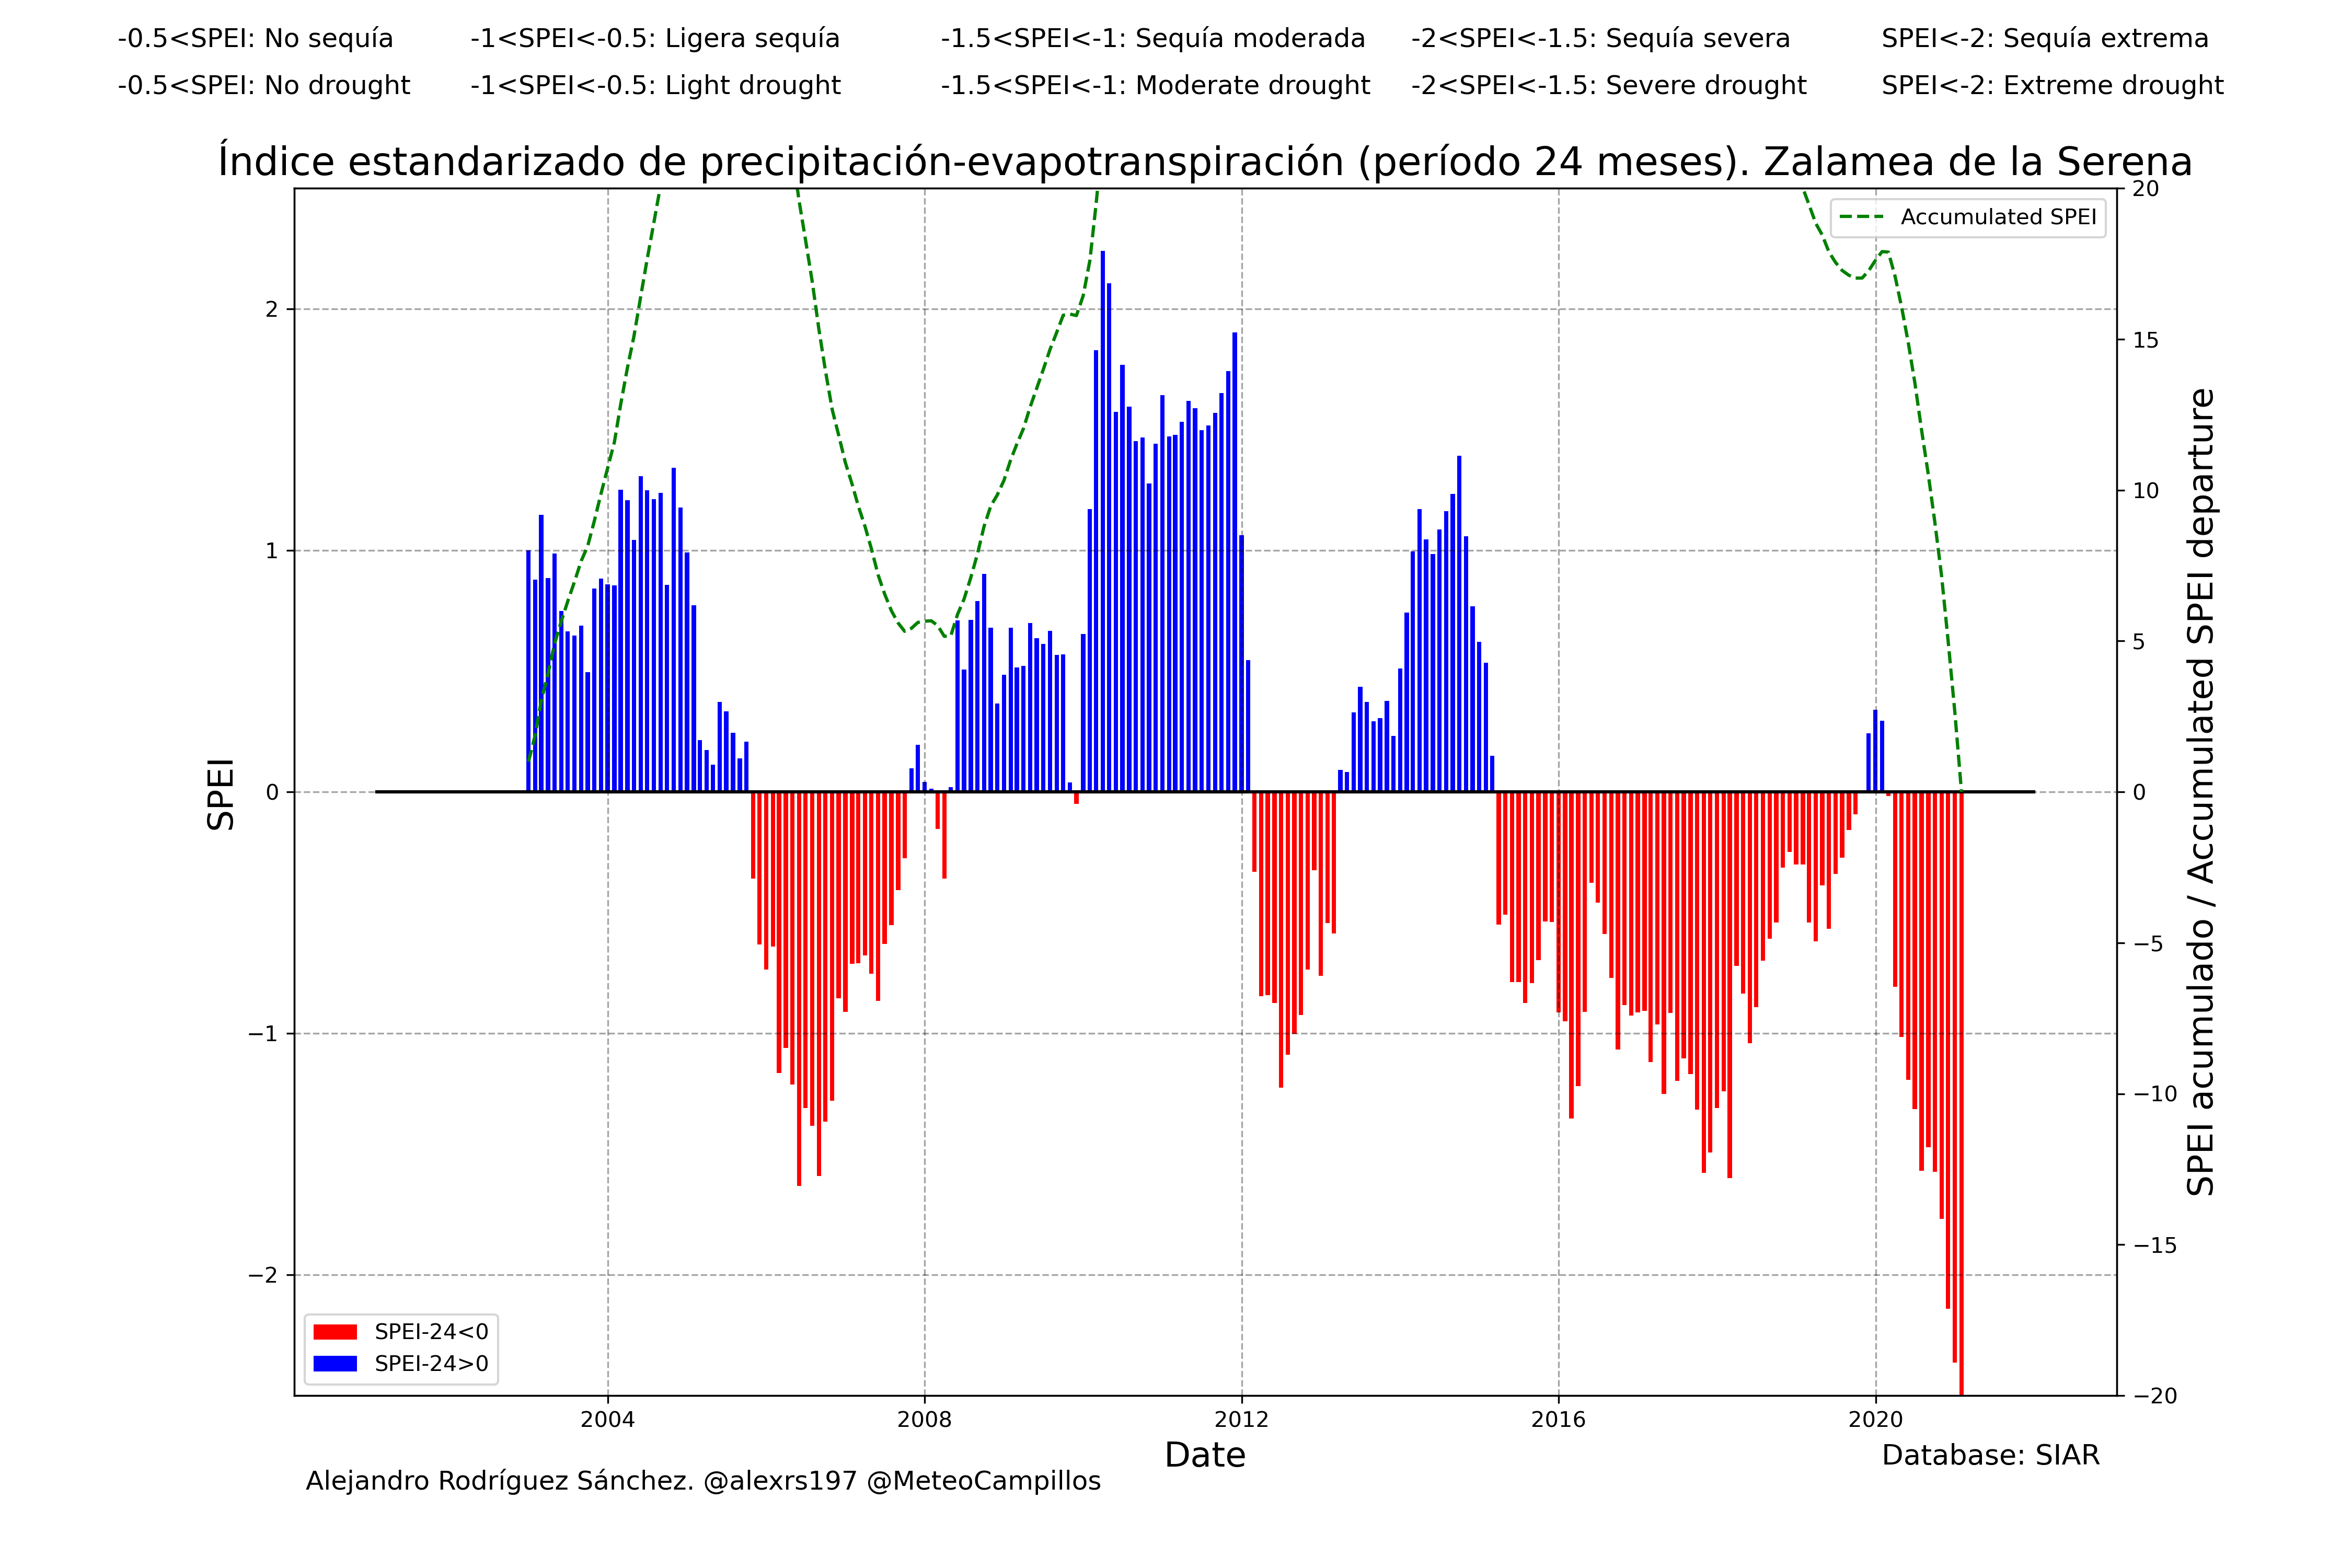 -0.5<SPEI: No sequía -1<SPEI<-0.5: Ligera sequía -1.5<SPEI<-1: Sequía moderada -2<SPEI<-1.5: Sequía severa SPEI<-2: Sequía extrema
-0.5<SPEI: No drought -1<SPEI<-0.5: Light drought -1.5<SPEI<-1: Moderate drought -2<SPEI<-1.5: Severe drought SPEI<-2: Extreme drought
Índice estandarizado de precipitación-evapotranspiración (período 24 meses). Zalamea de la Serena
Accumulated SPEI
SPEI
2
1
0
−1
−2
20
15
10
5
0
−5
−10
−15
−20
SPEI acumulado / Accumulated SPEI departure
SPEI-24<0
SPEI-24>0
2004 2008 2012 2016 2020
Date
Database: SIAR
Alejandro Rodríguez Sánchez. @alexrs197 @MeteoCampillos